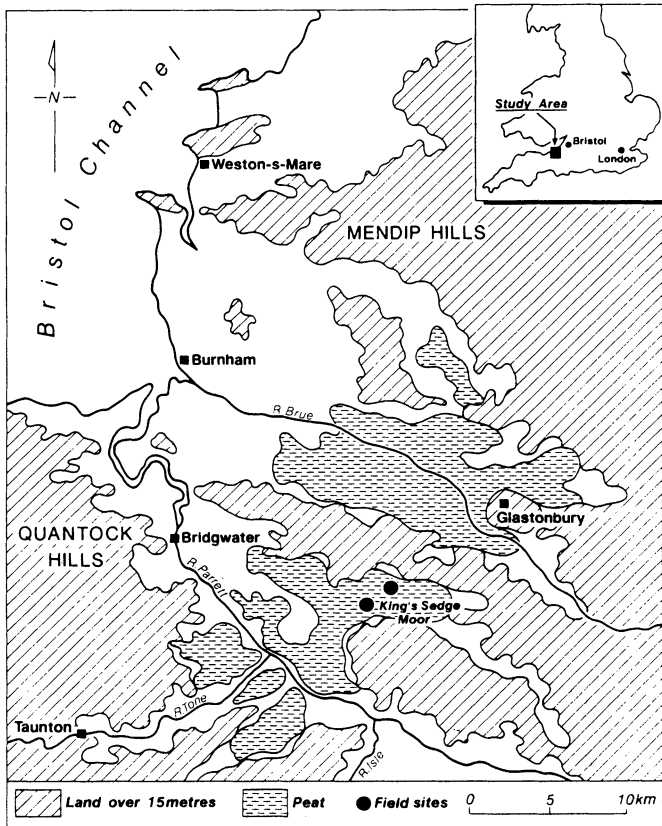 N
Bristol Channel
Study Area
Bristol
London
Weston-s-Mare
MENDIP HILLS
Burnham
R. Brue
Glastonbury
QUANTOCK
HILLS
Bridgwater
R. Parrett
King's Sedge
Moor
R. Tone
Taunton
R. Isle
Land over 15metres
Peat
Field sites
0 5 10km